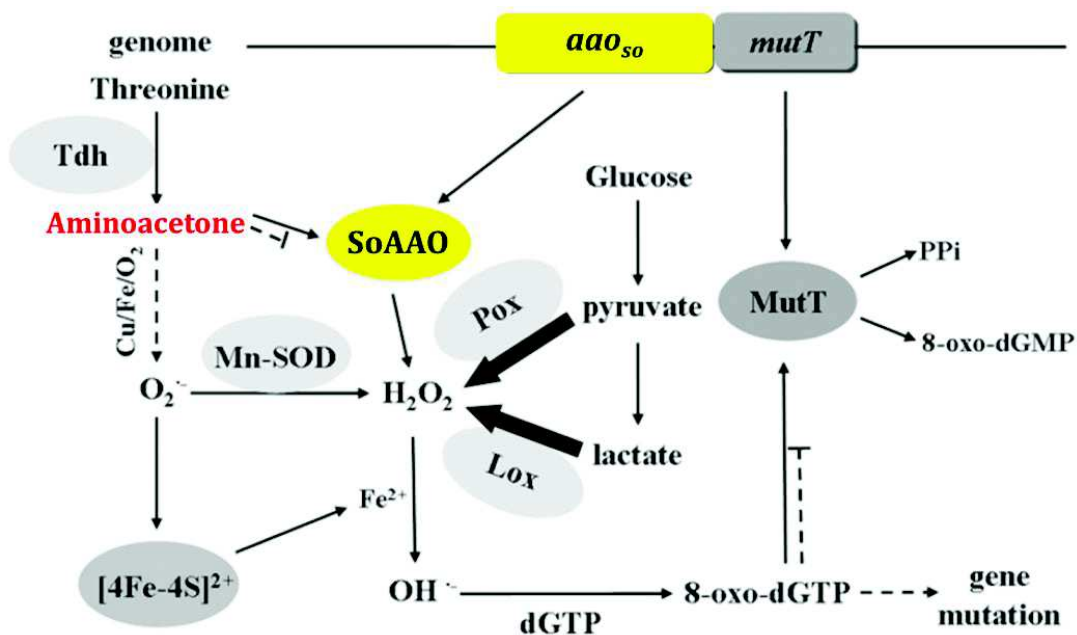 genome
aao_so
mutT
Threonine
Tdh
Glucose
Aminoacetone
SoAAO
Cu/Fe/O₂
Pox
pyruvate
MutT
PPi
8-oxo-dGMP
Mn-SOD
O₂·⁻
H₂O₂
Lox
lactate
Fe²⁺
[4Fe-4S]²⁺
OH ·⁻
dGTP
8-oxo-dGTP
gene
mutation